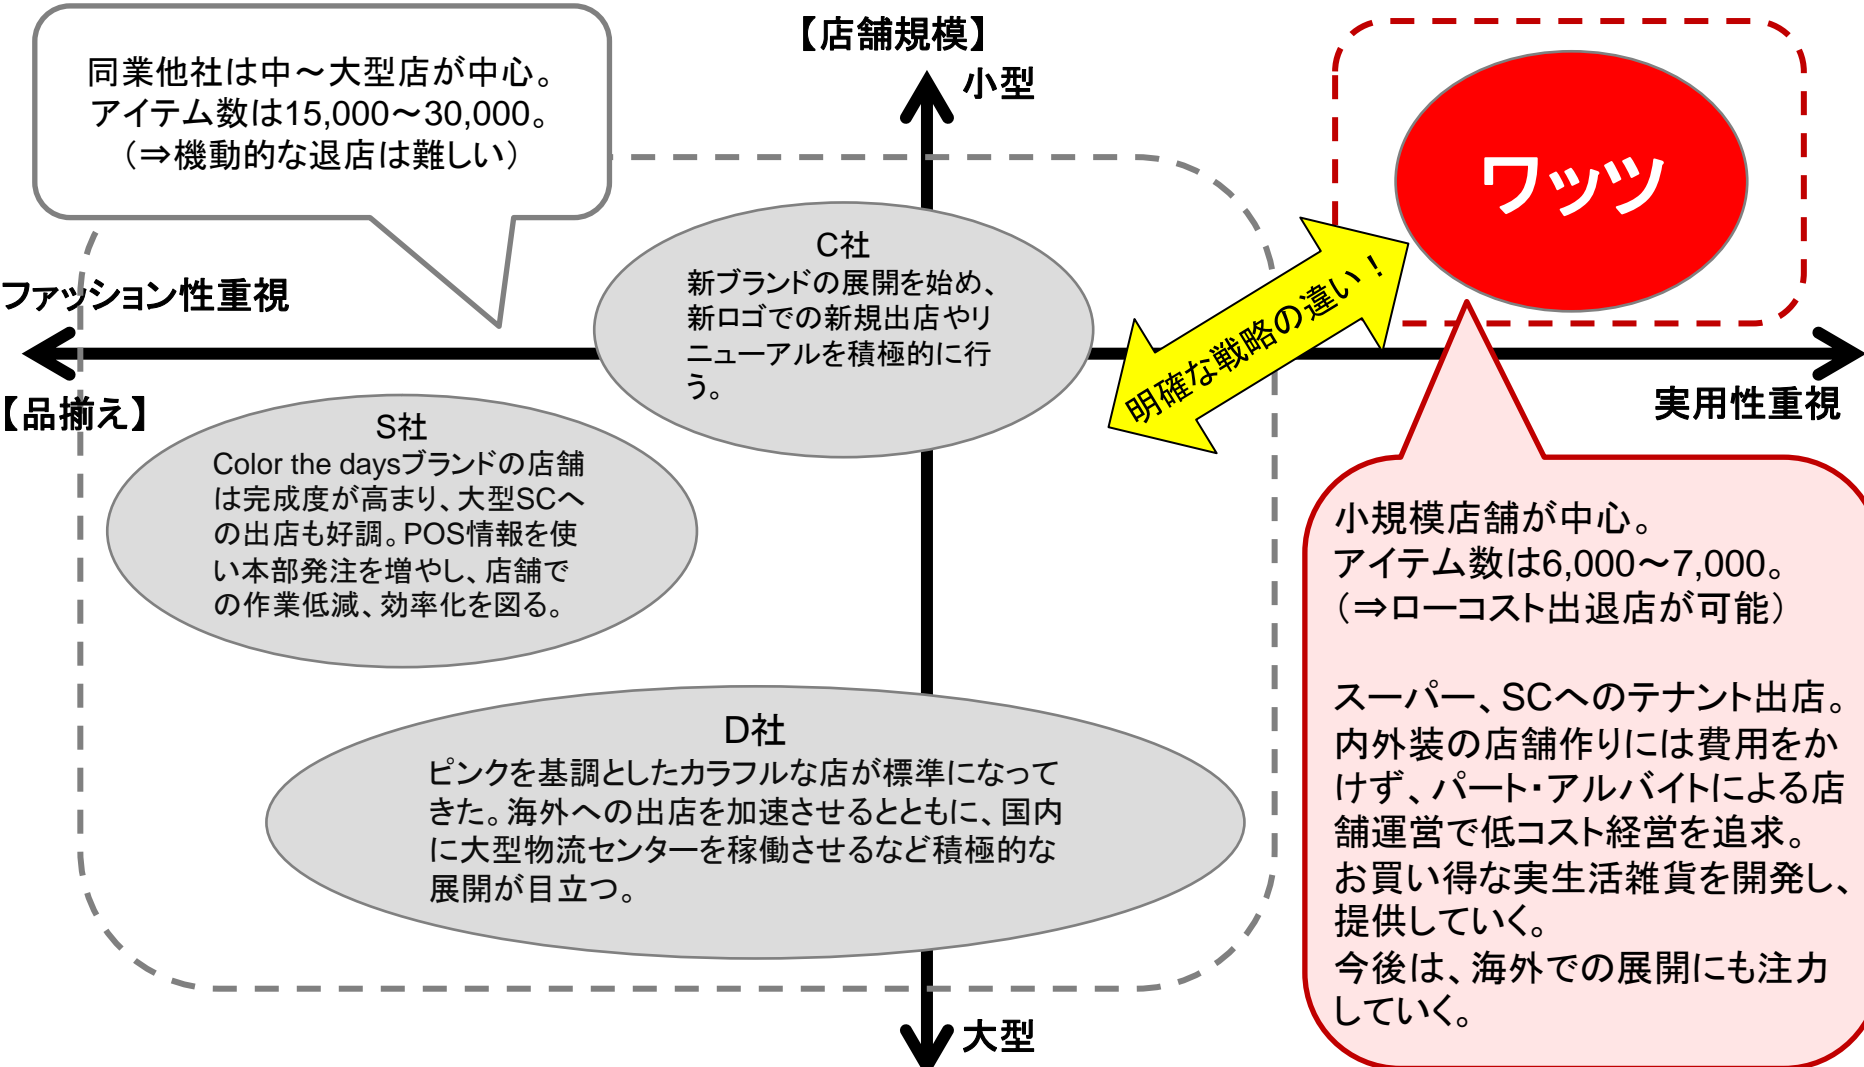 同業他社は中～大型店が中心。
アイテム数は15,000～30,000。
（⇒機動的な退店は難しい）
【店舗規模】
小型
ワッツ
ファッション性重視
【品揃え】
C社
新ブランドの展開を始め、
新ロゴでの新規出店やリ
ニューアルを積極的に行
う。
明確な戦略の違い！
実用性重視
S社
Color the daysブランドの店舗
は完成度が高まり、大型SCへ
の出店も好調。POS情報を使
い本部発注を増やし、店舗で
の作業低減、効率化を図る。
D社
ピンクを基調としたカラフルな店が標準になって
きた。海外への出店を加速させるとともに、国内
に大型物流センターを稼働させるなど積極的な
展開が目立つ。
大型
小規模店舗が中心。
アイテム数は6,000～7,000。
（⇒ローコスト出退店が可能）
スーパー、SCへのテナント出店。
内外装の店舗作りには費用をか
けず、パート・アルバイトによる店
舗運営で低コスト経営を追求。
お買い得な実生活雑貨を開発し、
提供していく。
今後は、海外での展開にも注力
していく。